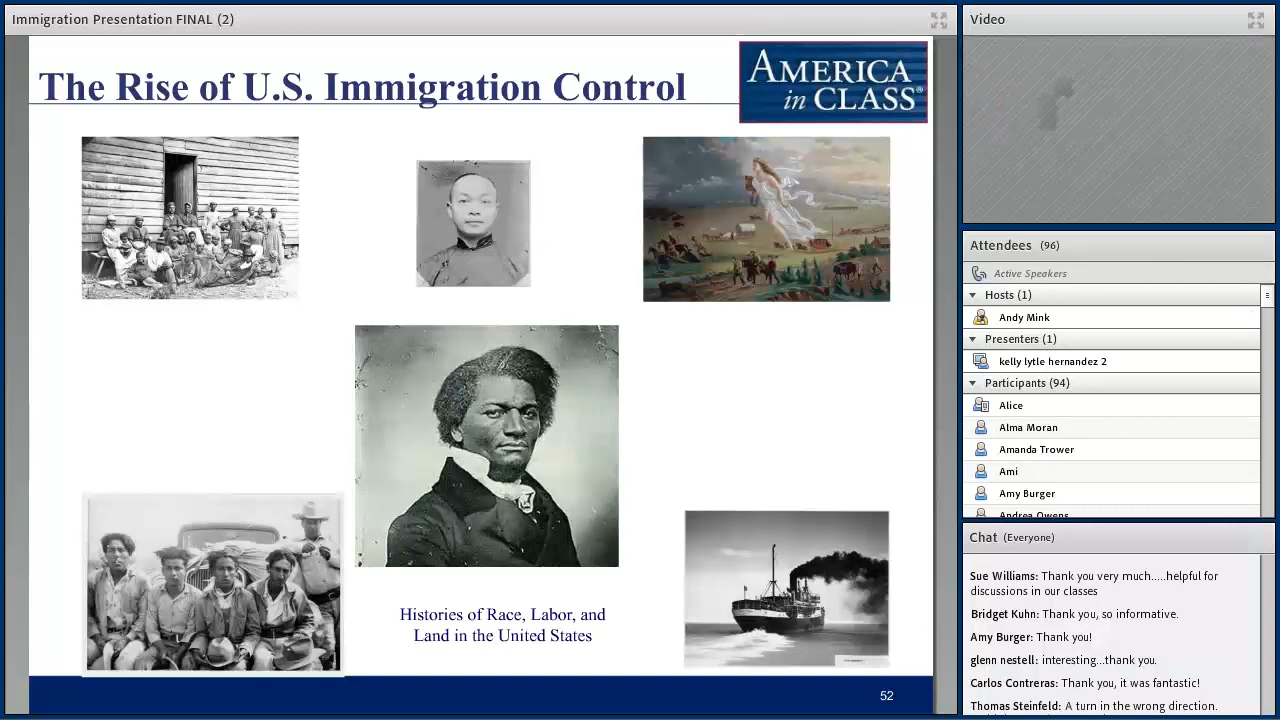 Immigration Presentation FINAL (2)
The Rise of U.S. Immigration Control
AMERICA
in CLASS®
Histories of Race, Labor, and
Land in the United States
52
Video
Attendees (96)
Active Speakers
Hosts (1)
Andy Mink
Presenters (1)
kelly lytle hernandez 2
Participants (94)
Alice
Alma Moran
Amanda Trower
Ami
Amy Burger
Andrea Owens
Chat (Everyone)
Sue Williams: Thank you very much.....helpful for
discussions in our classes
Bridget Kuhn: Thank you, so informative.
Amy Burger: Thank you!
glenn nestell: interesting...thank you.
Carlos Contreras: Thank you, it was fantastic!
Thomas Steinfeld: A turn in the wrong direction.